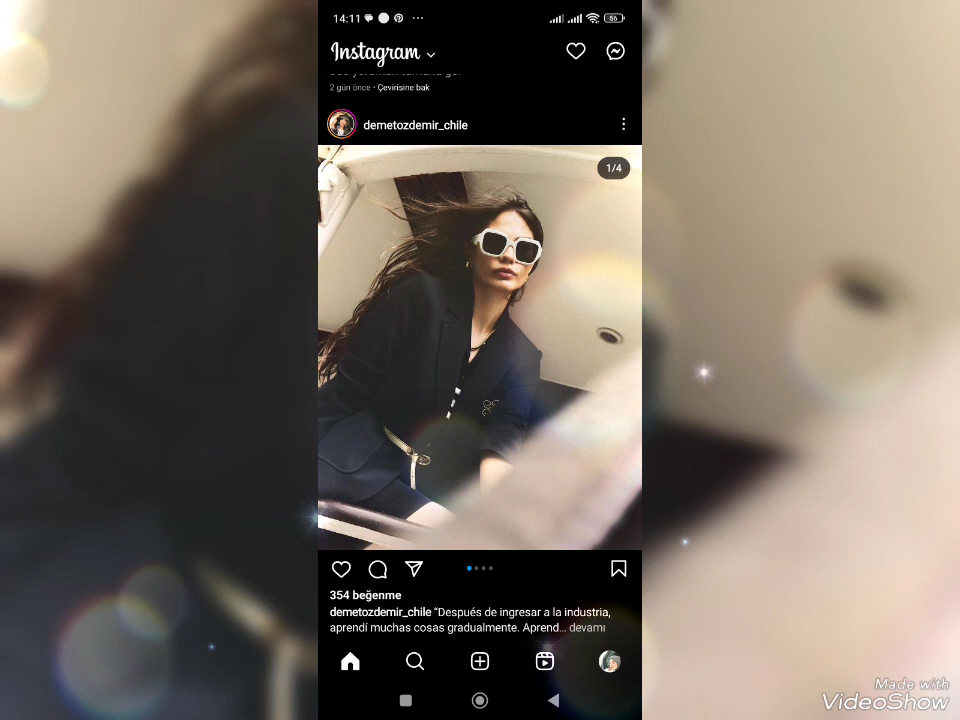 14:11
56
Instagram
2 gün önce • Çevirisine bak
demetozdemir_chile
1/4
354 beğenme
demetozdemir_chile “Después de ingresar a la industria,
aprendí muchas cosas gradualmente. Aprend... devamı
Made with
VideoShow